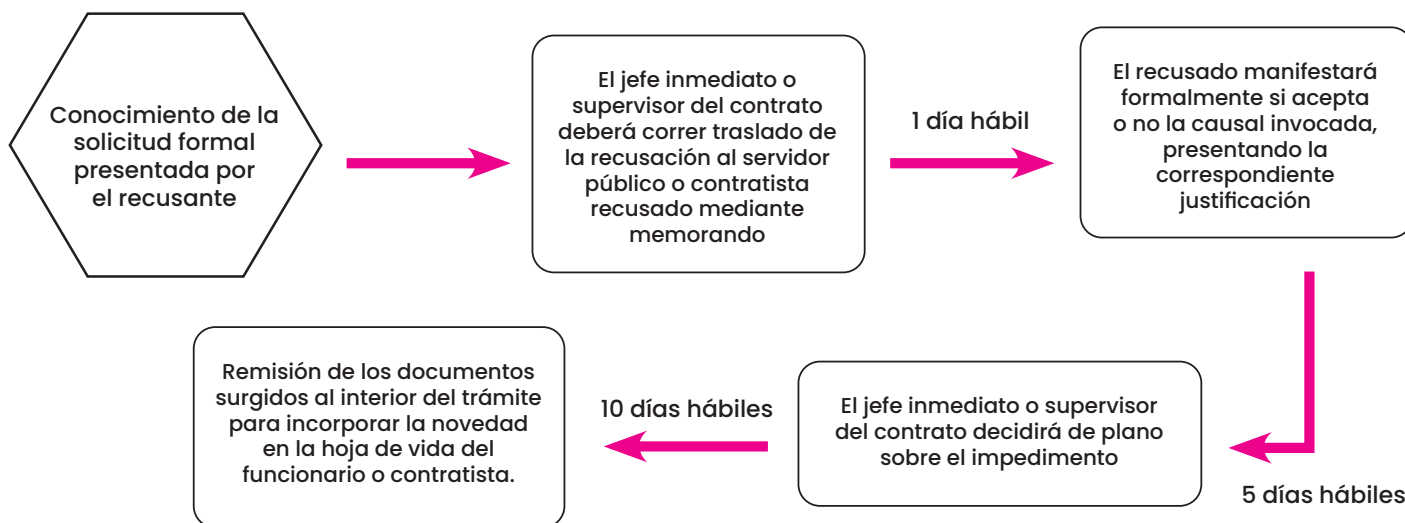 Conocimiento de la
solicitud formal
presentada por
el recusante
El jefe inmediato o
supervisor del contrato
deberá correr traslado de
la recusación al servidor
público o contratista
recusado mediante
memorando
1 día hábil
El recusado manifestará
formalmente si acepta
o no la causal invocada,
presentando la
correspondiente
justificación
5 días hábiles
El jefe inmediato o supervisor
del contrato decidirá de plano
sobre el impedimento
10 días hábiles
Remisión de los documentos
surgidos al interior del trámite
para incorporar la novedad
en la hoja de vida del
funcionario o contratista.